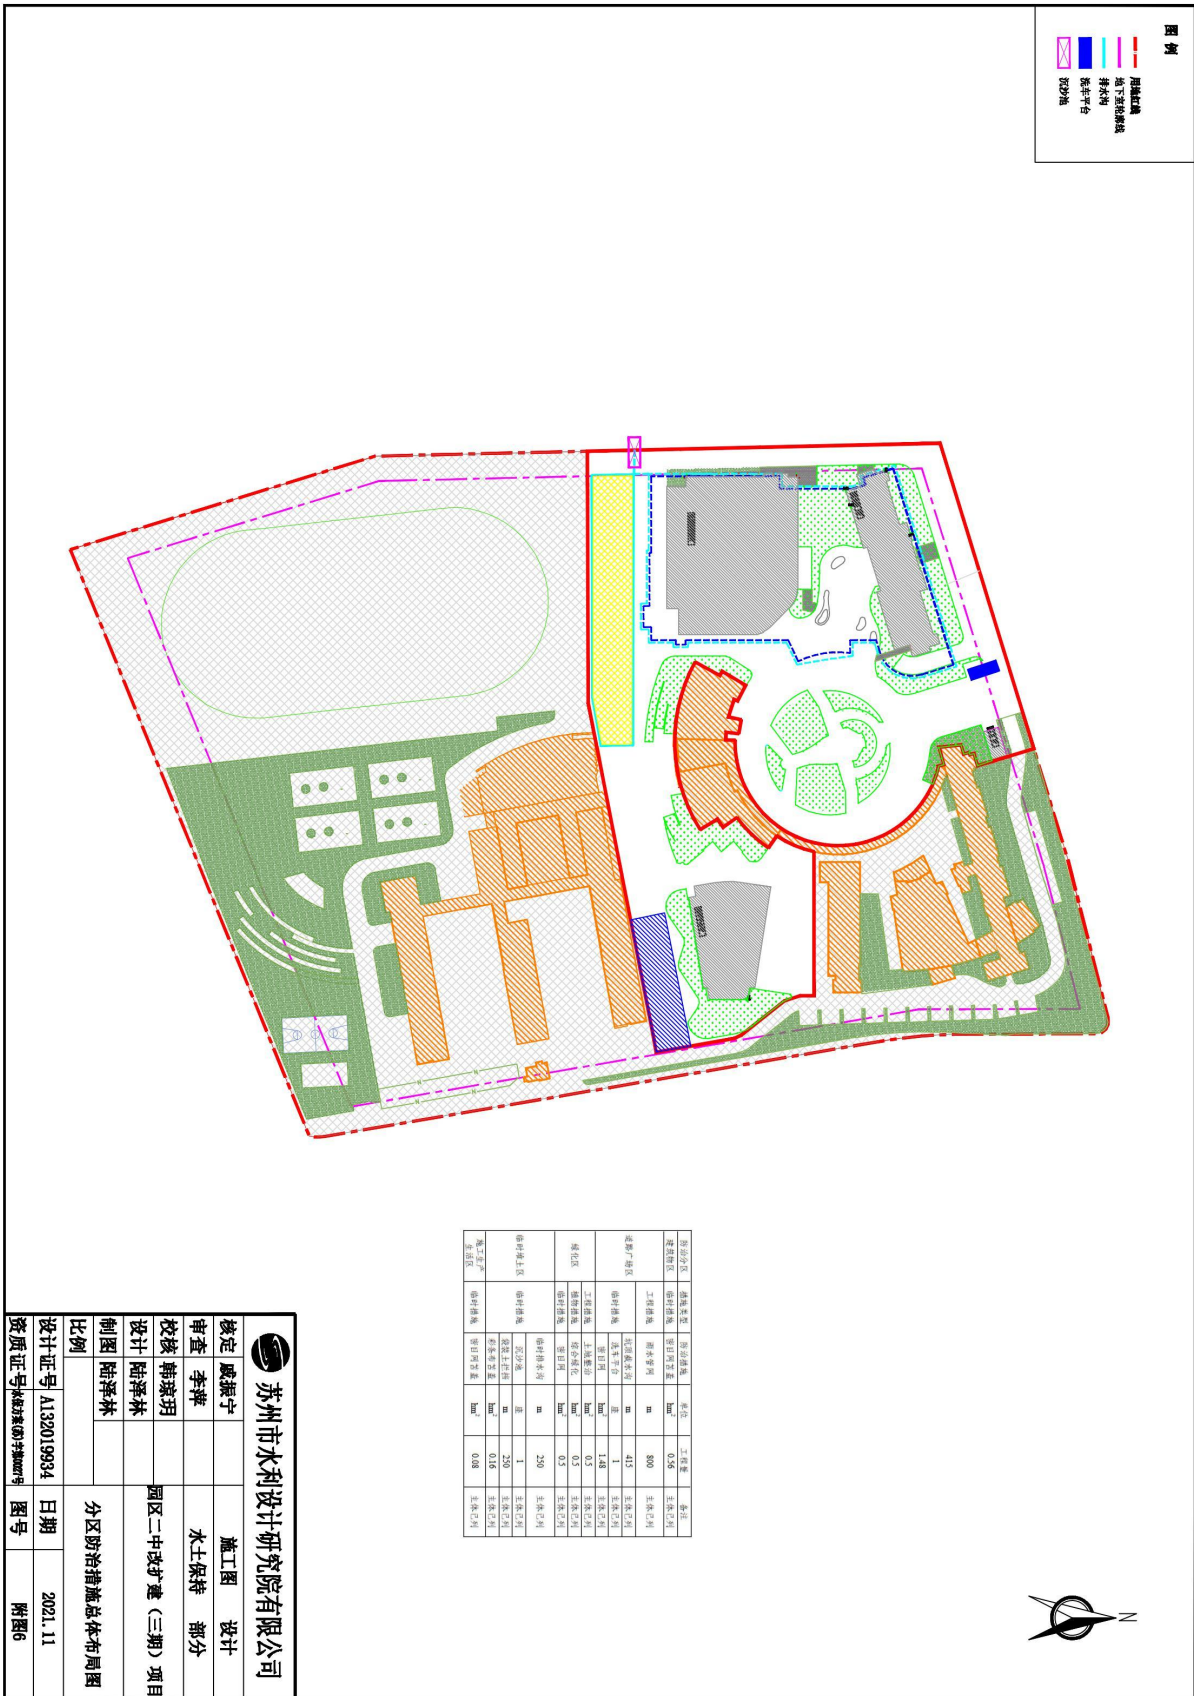 图 例
用地红线
地下室轮廓线
排水沟
洗车平台
沉沙池
N
防治分区 措施类型 防治措施 单位 工程量 备注
建筑物区 临时措施 密目网苫盖 hm² 0.56 主体已列
道路广场区 工程措施 雨水管网 m 800 主体已列
临时措施 坑顶截水沟 m 415 主体已列
洗车平台 座 1 主体已列
密目网 hm² 1.48 主体已列
绿化区 工程措施 土地整治 hm² 0.5 主体已列
植物措施 综合绿化 hm² 0.5 主体已列
临时措施 密目网 hm² 0.5 主体已列
临时堆土区 临时措施 临时排水沟 m 250 主体已列
沉沙池 座 1 主体已列
袋装土拦挡 m 250 主体已列
彩条布苫盖 hm² 0.16 主体已列
施工生产生活区 临时措施 密目网苫盖 hm² 0.08 主体已列
苏州市水利设计研究院有限公司
核定 戚振宁 施工图 设计
审查 李萍 水土保持 部分
校核 韩琼玥 园区二中改扩建（三期）项目
设计 陆泽林
制图 陆泽林 分区防治措施总体布局图
比例
设计证号 A132019934 日期 2021.11
资质证号 图号 附图6